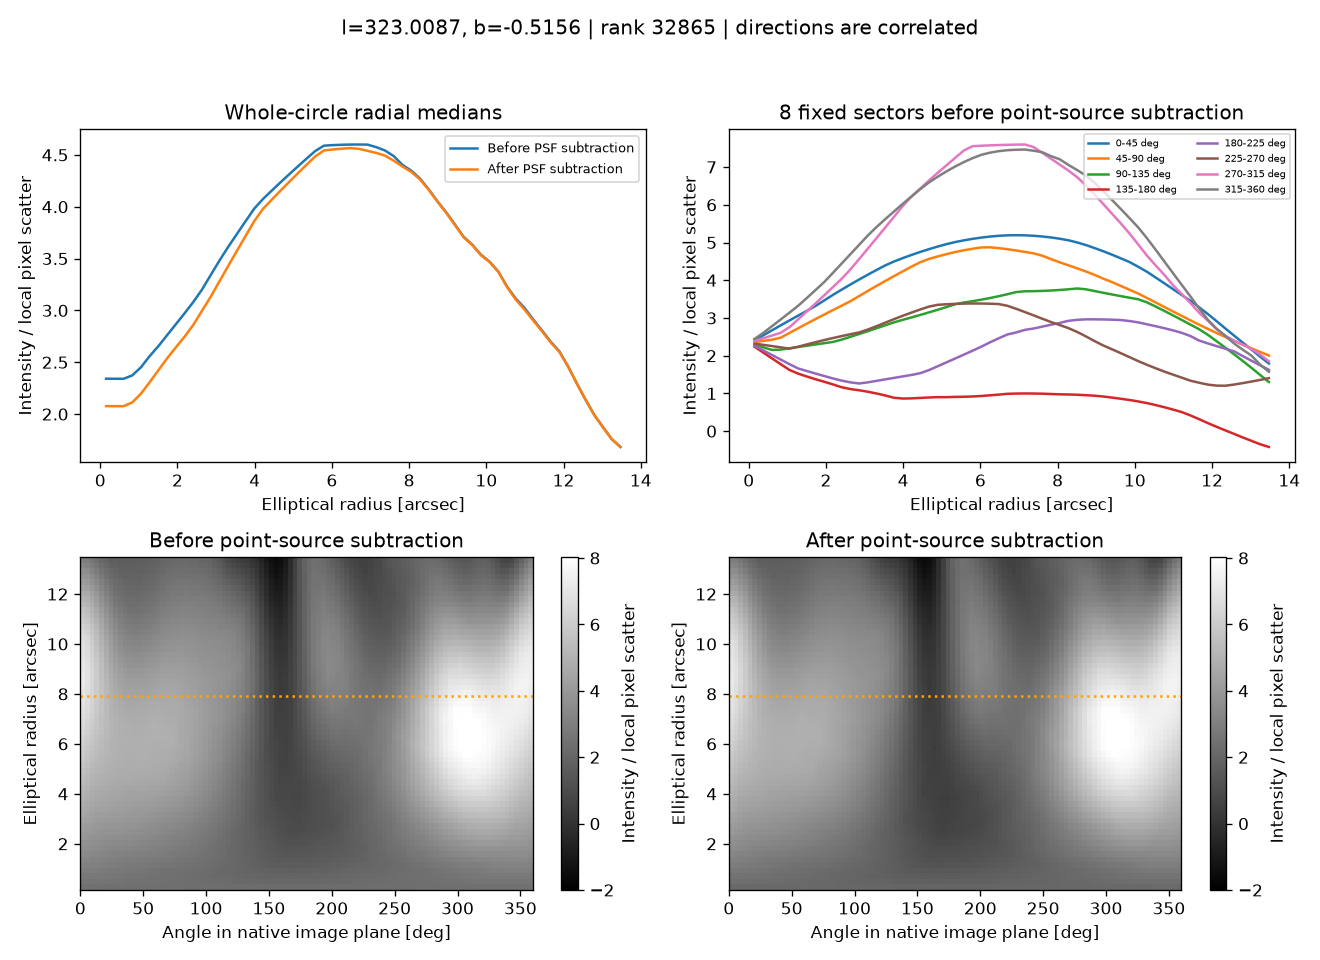 l=323.0087, b=-0.5156 | rank 32865 | directions are correlated
Whole-circle radial medians
Intensity / local pixel scatter
4.5
4.0
3.5
3.0
2.5
2.0
Before PSF subtraction
After PSF subtraction
0 2 4 6 8 10 12 14
Elliptical radius [arcsec]
8 fixed sectors before point-source subtraction
Intensity / local pixel scatter
7
6
5
4
3
2
1
0
0-45 deg
45-90 deg
90-135 deg
135-180 deg
180-225 deg
225-270 deg
270-315 deg
315-360 deg
0 2 4 6 8 10 12 14
Elliptical radius [arcsec]
Before point-source subtraction
Elliptical radius [arcsec]
12
10
8
6
4
2
0 50 100 150 200 250 300 350
Angle in native image plane [deg]
8
6
4
2
0
−2
Intensity / local pixel scatter
After point-source subtraction
Elliptical radius [arcsec]
12
10
8
6
4
2
0 50 100 150 200 250 300 350
Angle in native image plane [deg]
8
6
4
2
0
−2
Intensity / local pixel scatter